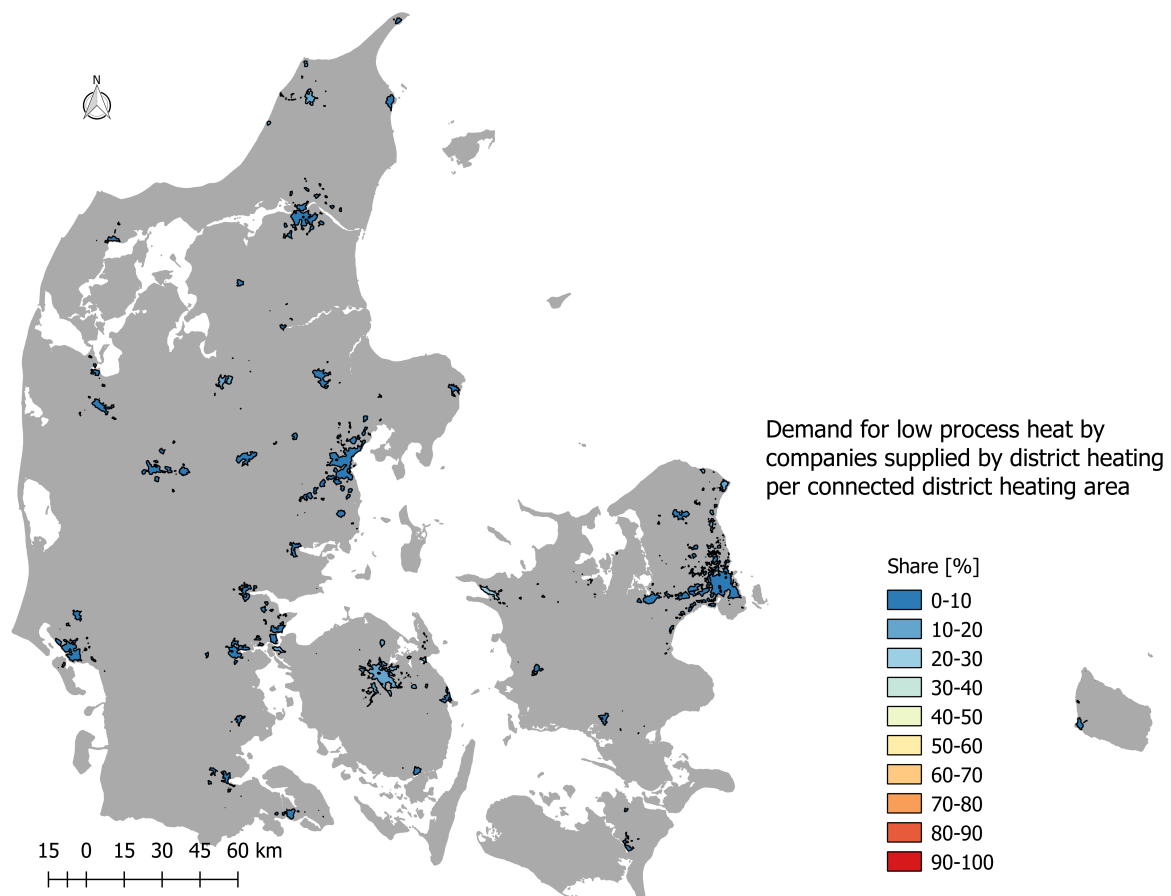 N
Demand for low process heat by
companies supplied by district heating
per connected district heating area
Share [%]
0-10
10-20
20-30
30-40
40-50
50-60
60-70
70-80
80-90
90-100
15 0 15 30 45 60 km